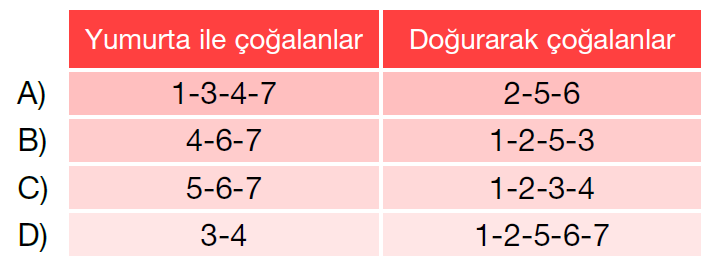 Yumurta ile çoğalanlar Doğurarak çoğalanlar
A) 1-3-4-7 2-5-6
B) 4-6-7 1-2-5-3
C) 5-6-7 1-2-3-4
D) 3-4 1-2-5-6-7